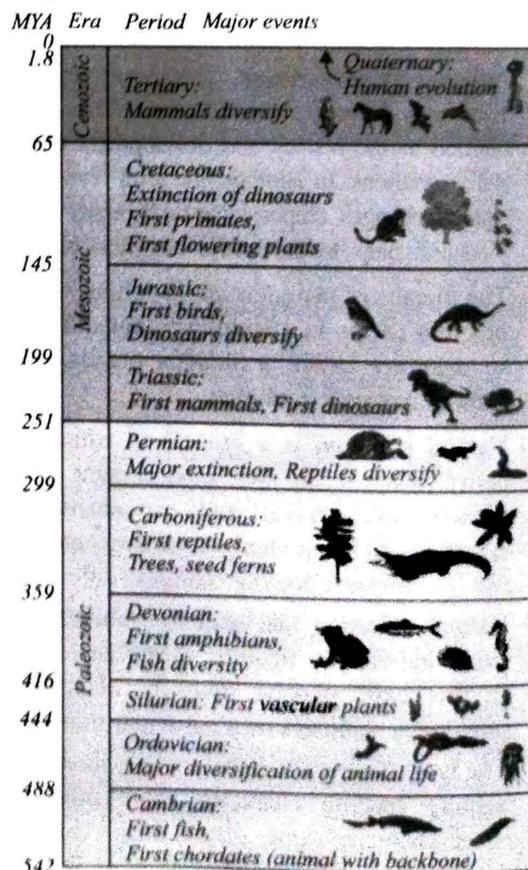 MYA Era Period Major events
0
1.8
Cenozoic
Quaternary:
Human evolution
Tertiary:
Mammals diversify
65
Mesozoic
Cretaceous:
Extinction of dinosaurs
First primates,
First flowering plants
145
Jurassic:
First birds,
Dinosaurs diversify
199
Triassic:
First mammals, First dinosaurs
251
Paleozoic
Permian:
Major extinction, Reptiles diversify
299
Carboniferous:
First reptiles,
Trees, seed ferns
359
Devonian:
First amphibians,
Fish diversity
416
Silurian: First vascular plants
444
Ordovician:
Major diversification of animal life
488
Cambrian:
First fish,
First chordates (animal with backbone)
542